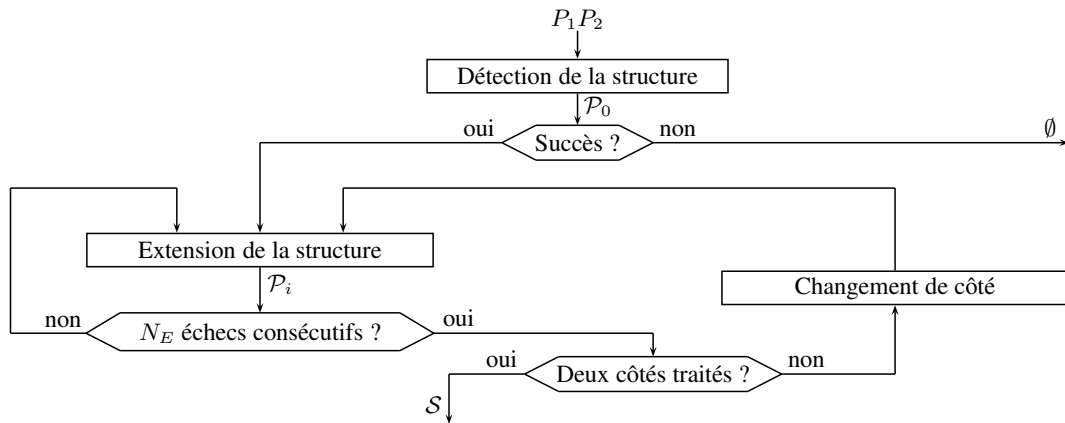 P₁P₂
Détection de la structure
𝒫₀
oui
Succès ?
non
∅
Extension de la structure
𝒫ᵢ
Changement de côté
non
N_E échecs consécutifs ?
oui
oui
Deux côtés traités ?
non
𝒮